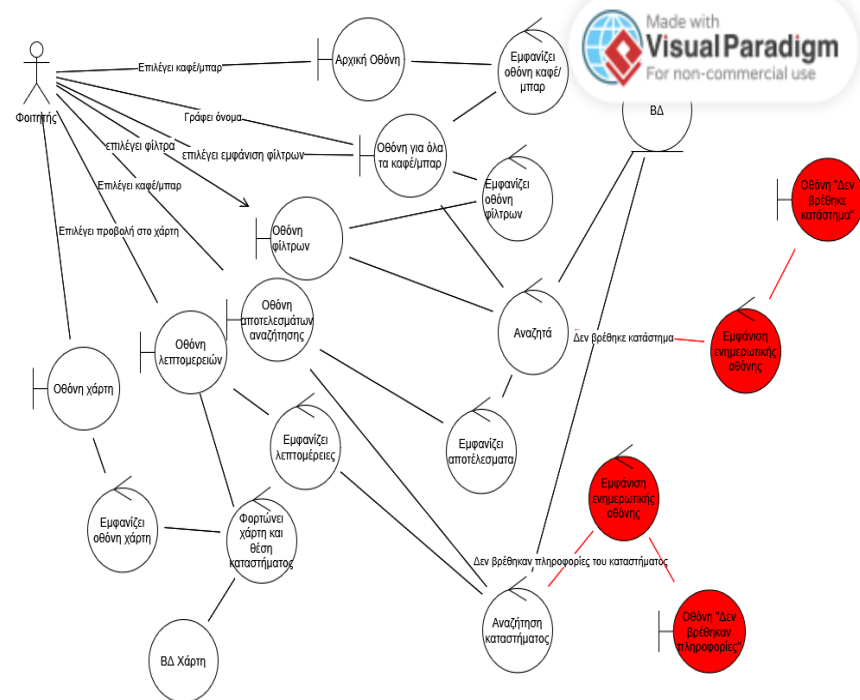 Made with
Visual Paradigm
For non-commercial use
Φοιτητής
Επιλέγει καφέ/μπαρ
Αρχική Οθόνη
Εμφανίζει
οθόνη καφέ/
μπαρ
ΒΔ
Γράφει όνομα
επιλέγει φίλτρα
επιλέγει εμφάνιση φίλτρων
Οθόνη για όλα
τα καφέ/μπαρ
Επιλέγει καφέ/μπαρ
Εμφανίζει
οθόνη
φίλτρων
Οθόνη "Δεν
βρέθηκε
κατάστημα"
Επιλέγει προβολή στο χάρτη
Οθόνη
φίλτρων
Οθόνη
αποτελεσμάτων
αναζήτησης
Αναζητά
Δεν βρέθηκε κατάστημα
Εμφάνιση
ενημερωτικής
οθόνης
Οθόνη
λεπτομερειών
Οθόνη χάρτη
Εμφανίζει
λεπτομέρειες
Εμφανίζει
αποτέλεσματα
Εμφάνιση
ενημερωτικής
οθόνης
Εμφανίζει
οθόνη χάρτη
Φορτώνει
χάρτη και
θέση
καταστήματος
Δεν βρέθηκαν πληροφορίες του καταστήματος
Αναζήτηση
καταστήματος
Οθόνη "Δεν
βρέθηκαν
πληροφορίες"
ΒΔ Χάρτη